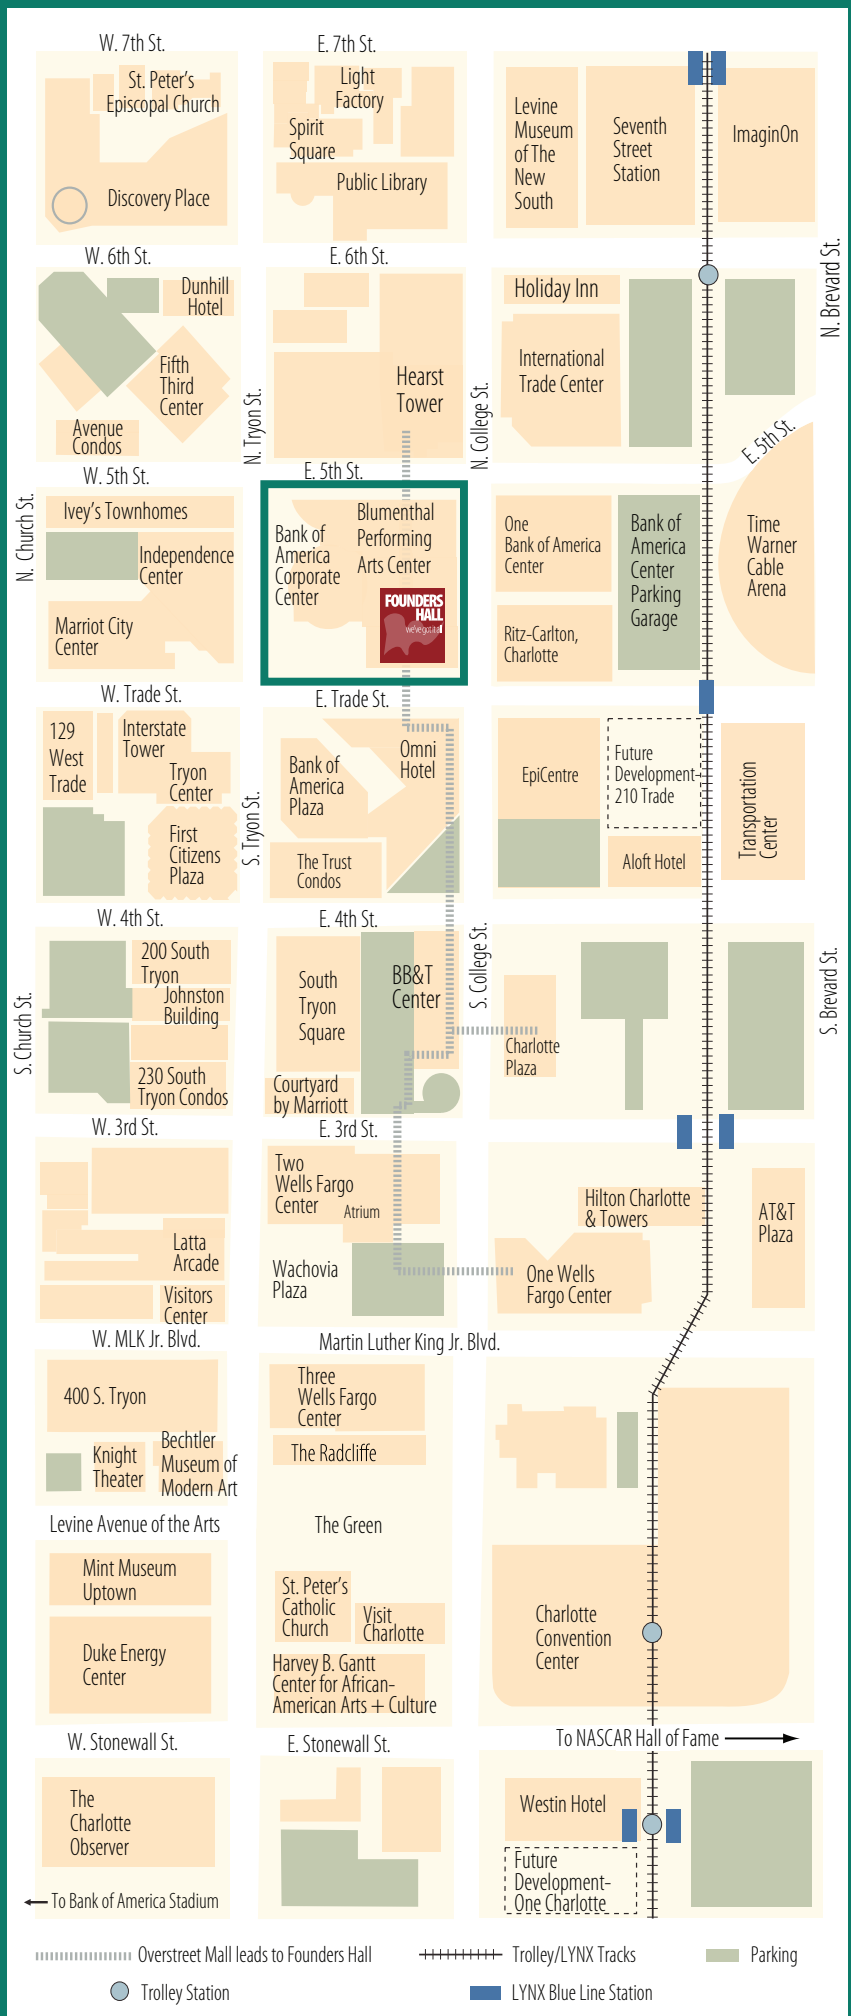 W. 7th St.
E. 7th St.
St. Peter's
Episcopal Church
Discovery Place
Light
Factory
Spirit
Square
Public Library
Levine
Museum
of The
New
South
Seventh
Street
Station
ImaginOn
W. 6th St.
E. 6th St.
N. Brevard St.
Dunhill
Hotel
Fifth
Third
Center
Avenue
Condos
N. Tryon St.
Hearst
Tower
N. College St.
Holiday Inn
International
Trade Center
E. 5th St.
W. 5th St.
E. 5th St.
N. Church St.
Ivey's Townhomes
Independence
Center
Marriot City
Center
Bank of
America
Corporate
Center
Blumenthal
Performing
Arts Center
FOUNDERS
HALL
we've got it all
One
Bank of America
Center
Ritz-Carlton,
Charlotte
Bank of
America
Center
Parking
Garage
Time
Warner
Cable
Arena
W. Trade St.
E. Trade St.
129
West
Trade
Interstate
Tower
Tryon
Center
First
Citizens
Plaza
S. Tryon St.
Bank of
America
Plaza
Omni
Hotel
The Trust
Condos
EpiCentre
Future
Development-
210 Trade
Aloft Hotel
Transportation
Center
W. 4th St.
E. 4th St.
S. Church St.
200 South
Tryon
Johnston
Building
230 South
Tryon Condos
South
Tryon
Square
BB&T
Center
Courtyard
by Marriott
S. College St.
Charlotte
Plaza
S. Brevard St.
W. 3rd St.
E. 3rd St.
Latta
Arcade
Visitors
Center
Two
Wells Fargo
Center
Atrium
Wachovia
Plaza
Hilton Charlotte
& Towers
One Wells
Fargo Center
AT&T
Plaza
W. MLK Jr. Blvd.
Martin Luther King Jr. Blvd.
400 S. Tryon
Knight
Theater
Bechtler
Museum of
Modern Art
Three
Wells Fargo
Center
The Radcliffe
The Green
Levine Avenue of the Arts
Mint Museum
Uptown
Duke Energy
Center
St. Peter's
Catholic
Church
Visit
Charlotte
Harvey B. Gantt
Center for African-
American Arts + Culture
Charlotte
Convention
Center
W. Stonewall St.
E. Stonewall St.
To NASCAR Hall of Fame
The
Charlotte
Observer
To Bank of America Stadium
Westin Hotel
Future
Development-
One Charlotte
Overstreet Mall leads to Founders Hall
Trolley/LYNX Tracks
Parking
Trolley Station
LYNX Blue Line Station